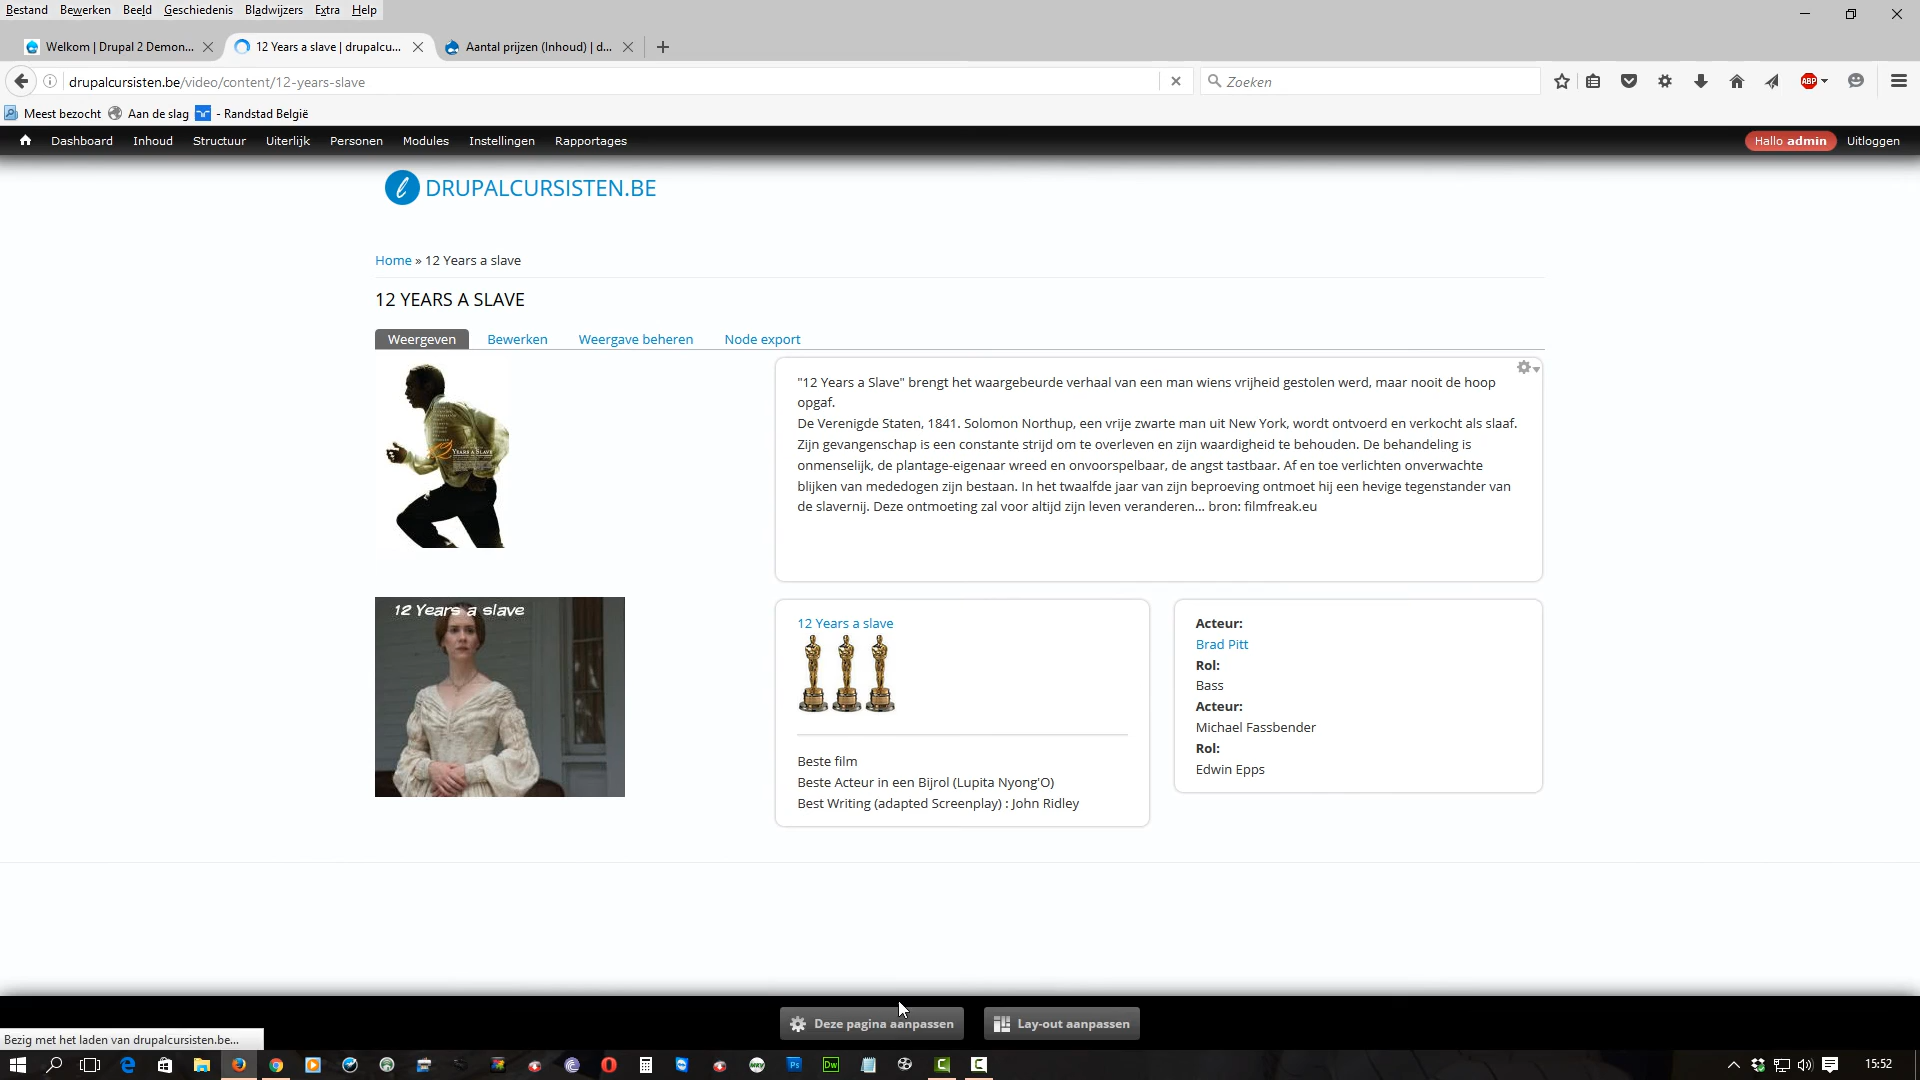 Bestand Bewerken Beeld Geschiedenis Bladwijzers Extra Help
Welkom | Drupal 2 Demon...
12 Years a slave | drupalcu...
Aantal prijzen (Inhoud) | d...
drupalcursisten.be/video/content/12-years-slave
Zoeken
ABP
Meest bezocht Aan de slag - Randstad België
Dashboard Inhoud Structuur Uiterlijk Personen Modules Instellingen Rapportages
Hallo admin Uitloggen
DRUPALCURSISTEN.BE
Home » 12 Years a slave
12 YEARS A SLAVE
Weergeven Bewerken Weergave beheren Node export
YEARS A SLAVE
"12 Years a Slave" brengt het waargebeurde verhaal van een man wiens vrijheid gestolen werd, maar nooit de hoop
opgaf.
De Verenigde Staten, 1841. Solomon Northup, een vrije zwarte man uit New York, wordt ontvoerd en verkocht als slaaf.
Zijn gevangenschap is een constante strijd om te overleven en zijn waardigheid te behouden. De behandeling is
onmenselijk, de plantage-eigenaar wreed en onvoorspelbaar, de angst tastbaar. Af en toe verlichten onverwachte
blijken van mededogen zijn bestaan. In het twaalfde jaar van zijn beproeving ontmoet hij een hevige tegenstander van
de slavernij. Deze ontmoeting zal voor altijd zijn leven veranderen... bron: filmfreak.eu
12 Years a slave
12 Years a slave
Beste film
Beste Acteur in een Bijrol (Lupita Nyong'O)
Best Writing (adapted Screenplay) : John Ridley
Acteur:
Brad Pitt
Rol:
Bass
Acteur:
Michael Fassbender
Rol:
Edwin Epps
Deze pagina aanpassen
Lay-out aanpassen
Bezig met het laden van drupalcursisten.be...
MKV
Ps
Dw
15:52